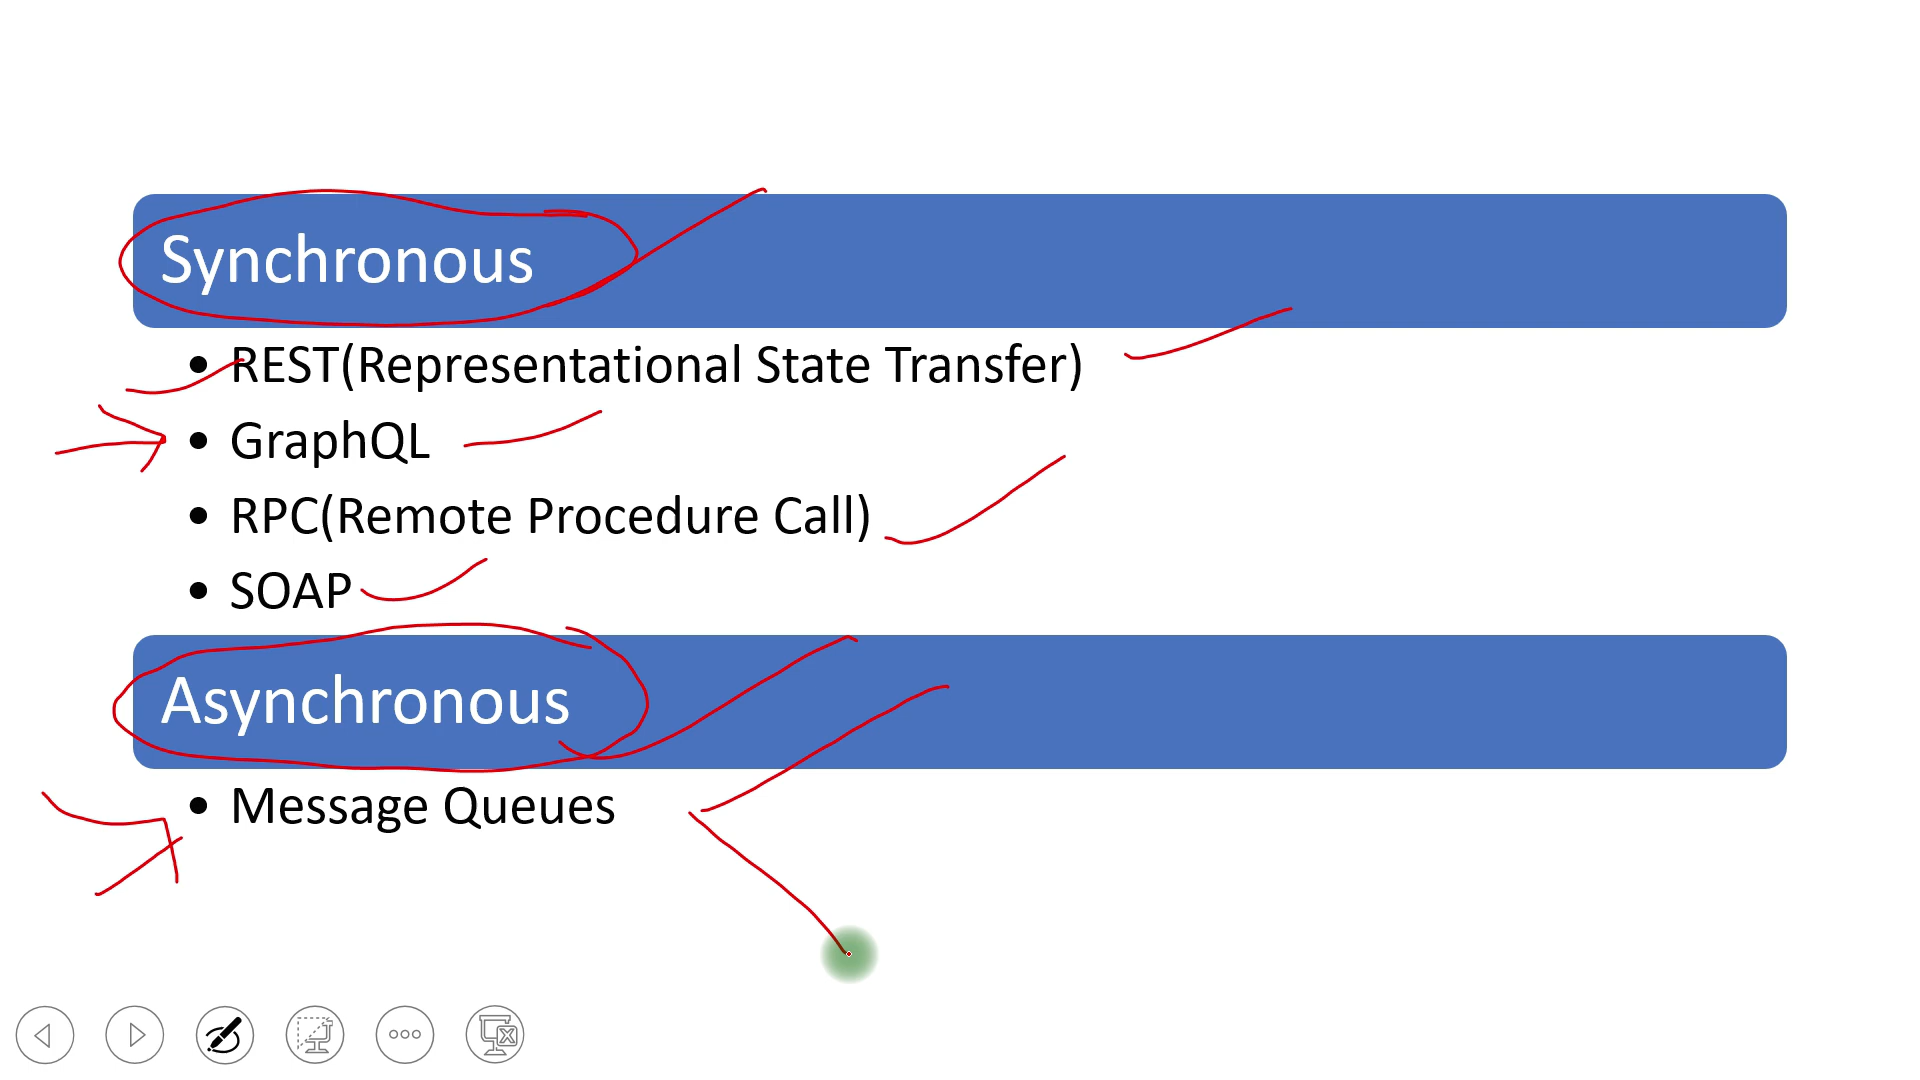 Synchronous
• REST(Representational State Transfer)
• GraphQL
• RPC(Remote Procedure Call)
• SOAP
Asynchronous
• Message Queues